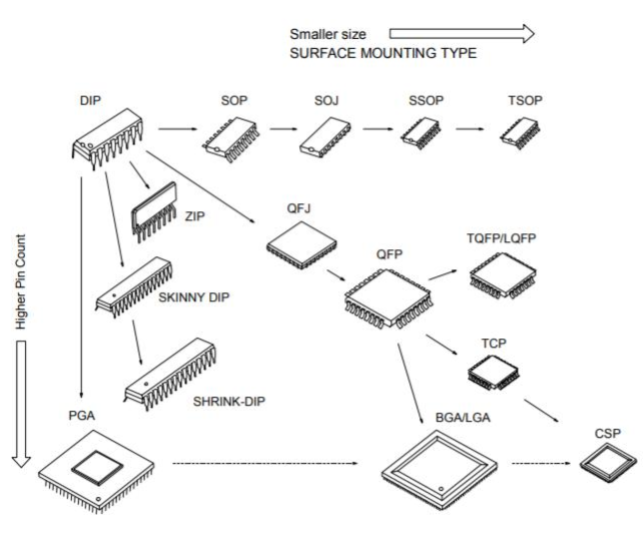 Smaller size
SURFACE MOUNTING TYPE
DIP
SOP
SOJ
SSOP
TSOP
ZIP
QFJ
QFP
TQFP/LQFP
Higher Pin Count
SKINNY DIP
TCP
SHRINK-DIP
PGA
BGA/LGA
CSP